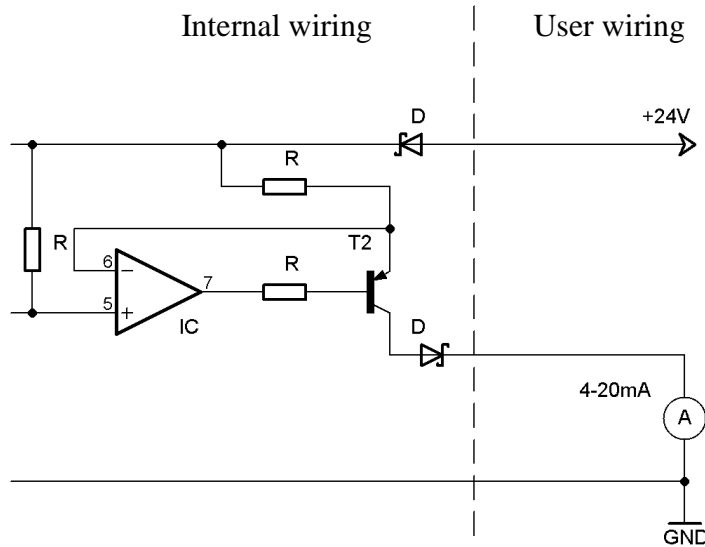 Internal wiring
User wiring
D
+24V
R
R
T2
6
−
R
7
5
+
IC
D
4-20mA
A
GND